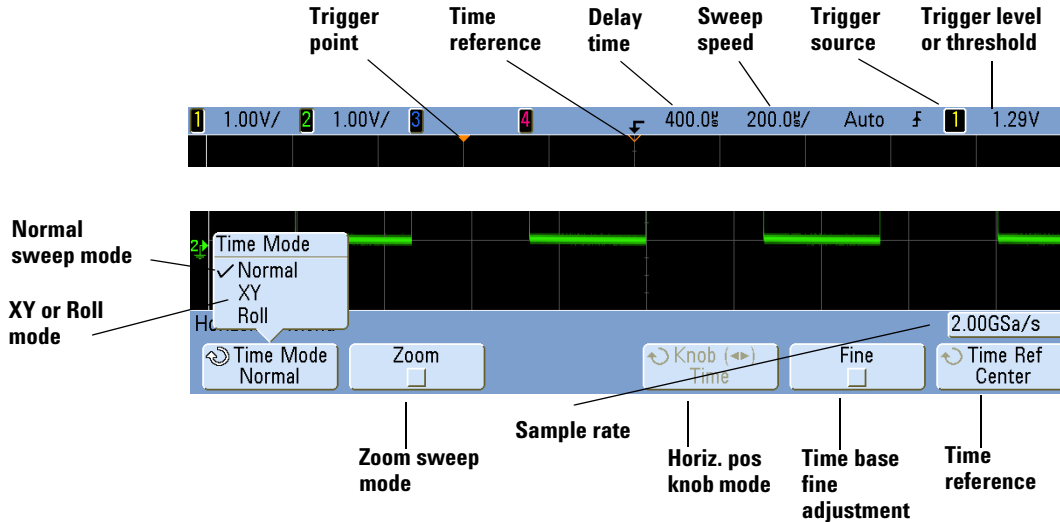 Trigger point
Time reference
Delay time
Sweep speed
Trigger source
Trigger level or threshold
1 1.00V/ 2 1.00V/ 3 4 400.0us 200.0us/ Auto 1 1.29V
Normal sweep mode
XY or Roll mode
2
Time Mode
✓ Normal
XY
Roll
2.00GSa/s
Time Mode
Normal
Zoom
Knob (◄►)
Time
Fine
Time Ref
Center
Sample rate
Zoom sweep mode
Horiz. pos knob mode
Time base fine adjustment
Time reference